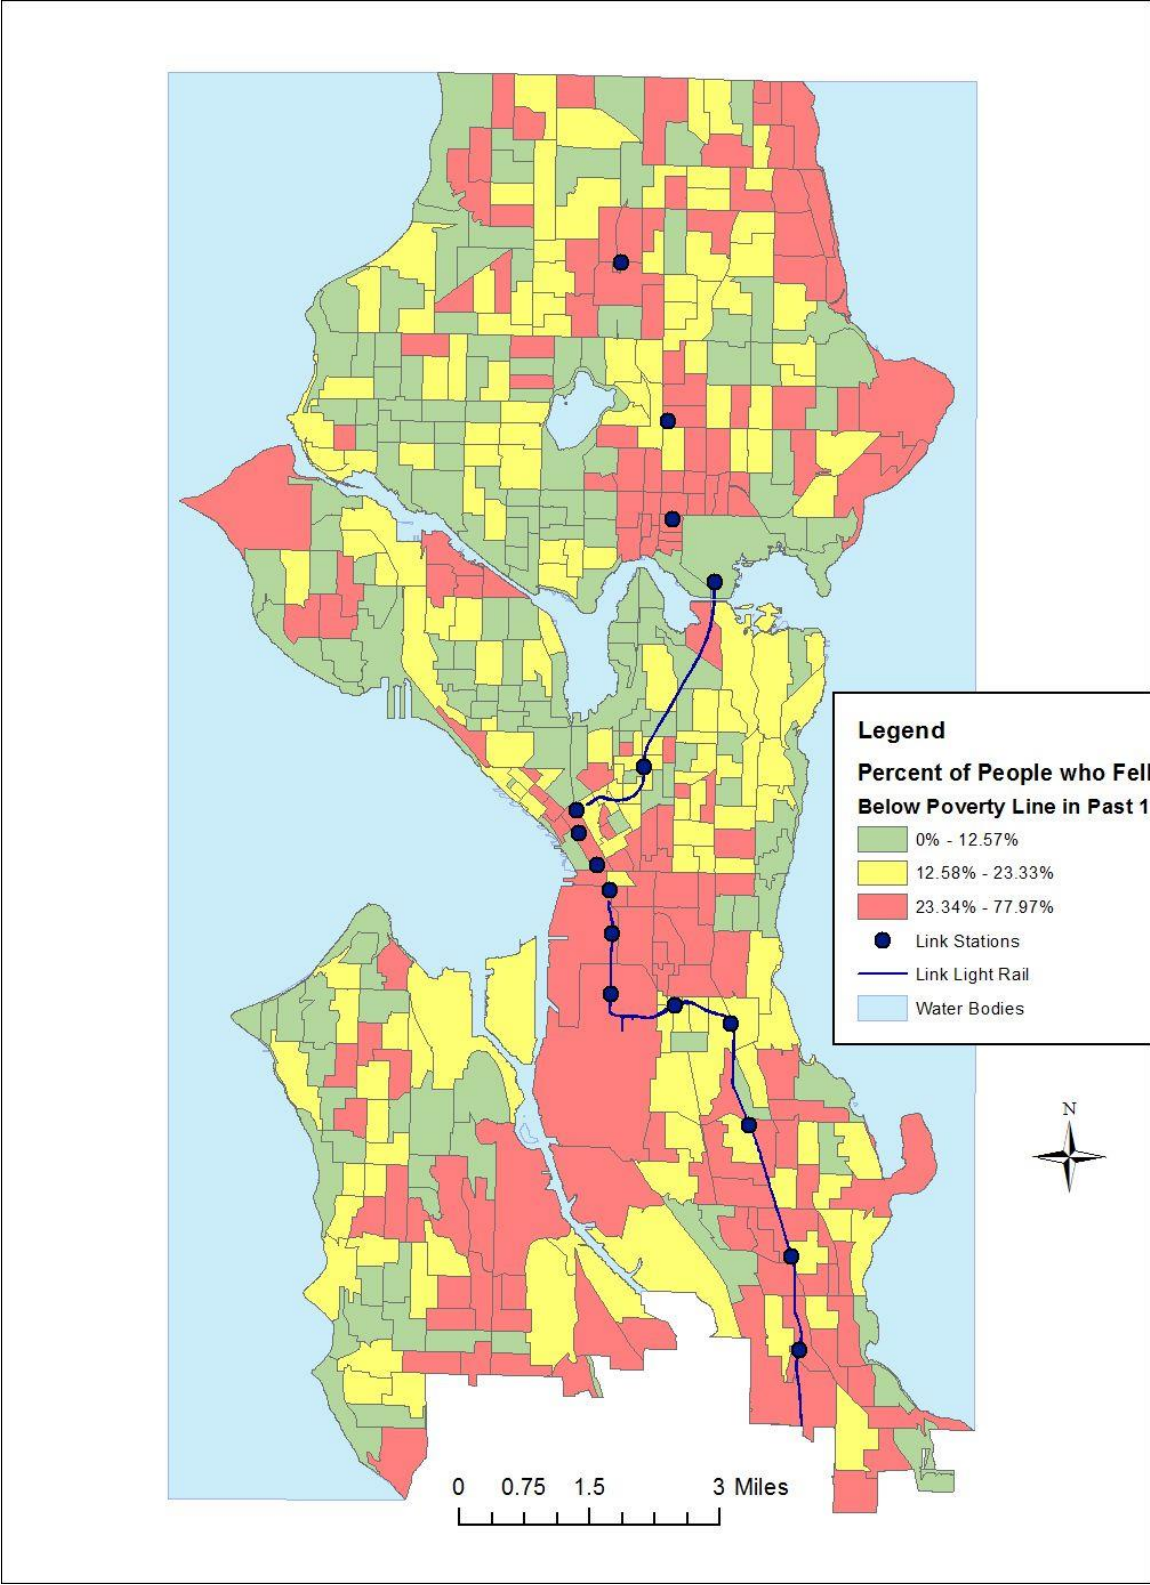 Legend
Percent of People who Fell
Below Poverty Line in Past 1
0% - 12.57%
12.58% - 23.33%
23.34% - 77.97%
Link Stations
Link Light Rail
Water Bodies
N
0 0.75 1.5 3 Miles